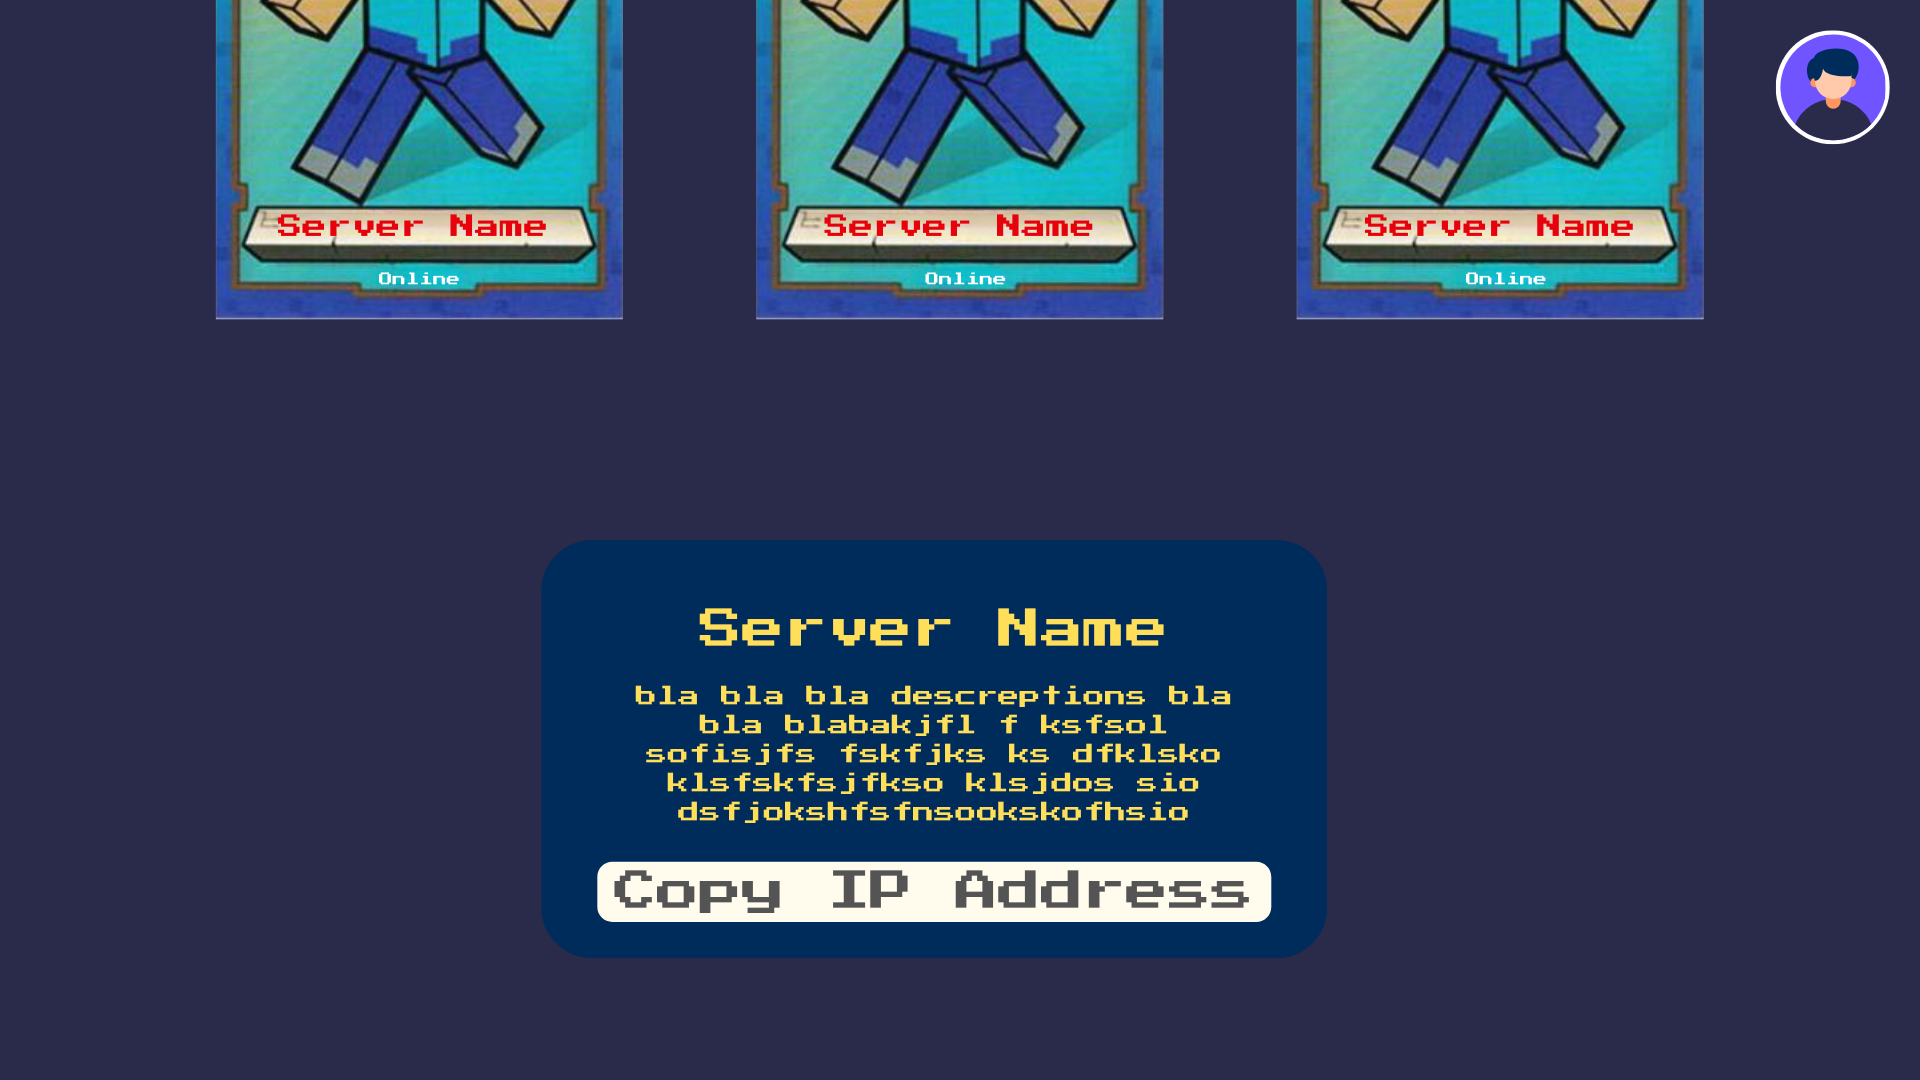 Server Name
Online
Server Name
Online
Server Name
Online
Server Name
bla bla bla descreptions bla
bla blabakjfl f ksfsol
sofisjfs fskfjks ks dfklsko
klsfskfsjfkso klsjdos sio
dsfjokshfsfnsookskofhsio
Copy IP Address